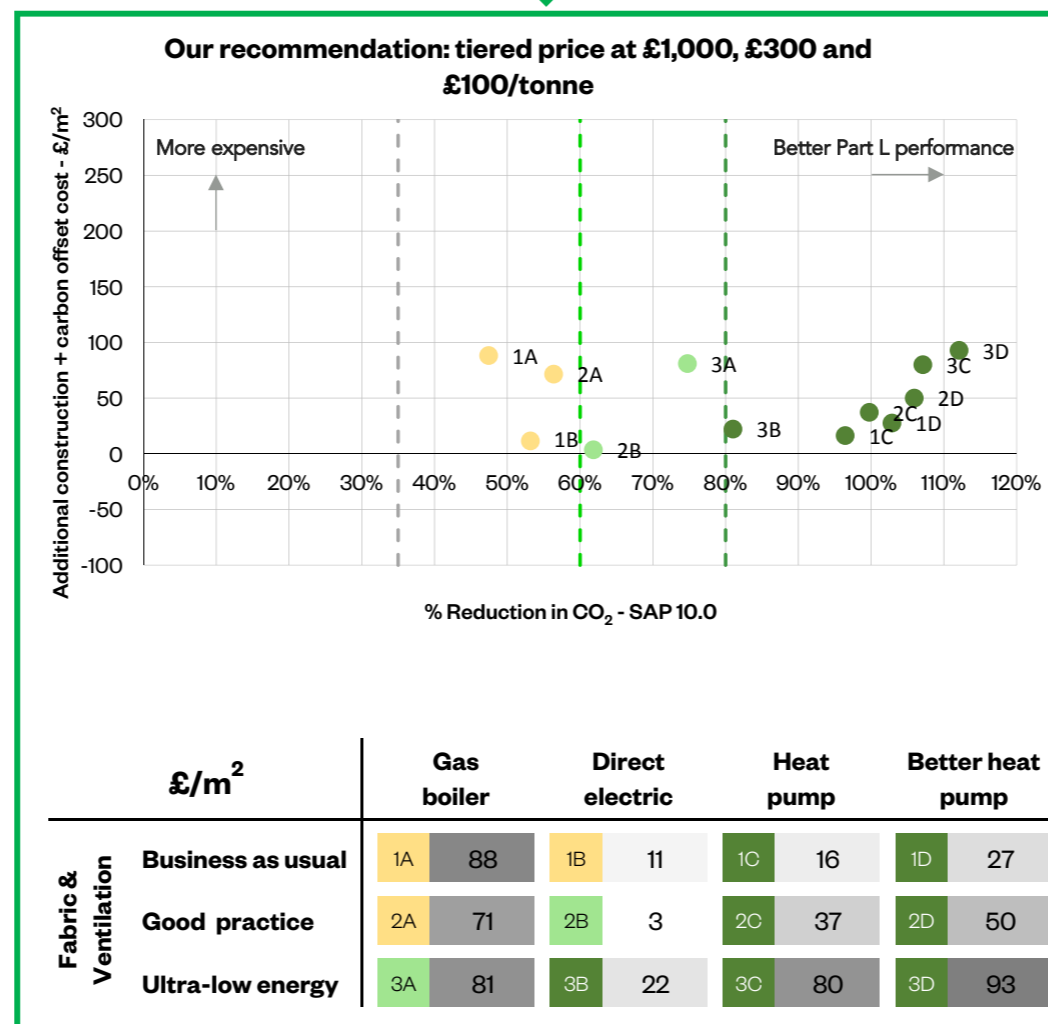 Our recommendation: tiered price at £1,000, £300 and
£100/tonne
Additional construction + carbon offset cost - £/m²
300
250
200
150
100
50
0
-50
-100
More expensive
Better Part L performance
1A
2A
1B
2B
3A
3B
1C
2C
1D
2D
3C
3D
0% 10% 20% 30% 40% 50% 60% 70% 80% 90% 100% 110% 120%
% Reduction in CO₂ - SAP 10.0
£/m²
Gas boiler
Direct electric
Heat pump
Better heat pump
Fabric & Ventilation
Business as usual 1A 88 1B 11 1C 16 1D 27
Good practice 2A 71 2B 3 2C 37 2D 50
Ultra-low energy 3A 81 3B 22 3C 80 3D 93